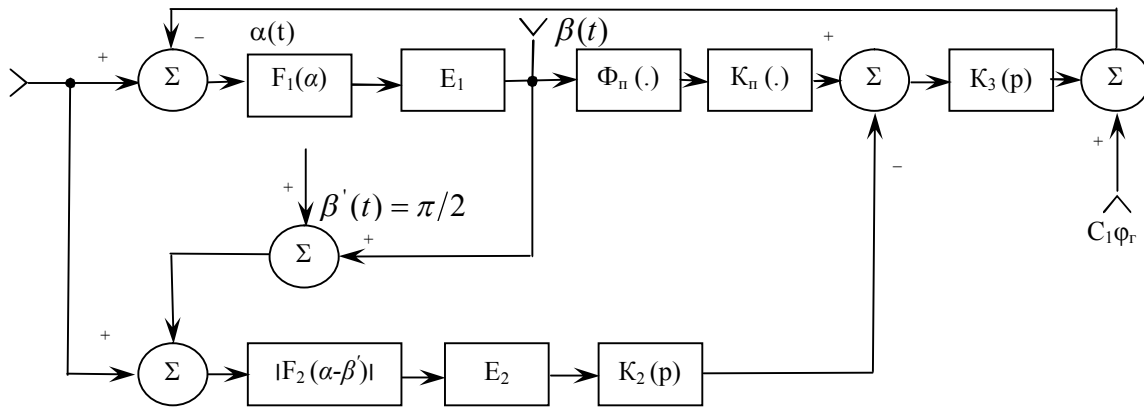 α(t)
β(t)
+
−
Σ
F₁(α)
E₁
Φп (.)
Kп (.)
+
Σ
K₃ (p)
Σ
−
+
C₁φг
+
β'(t) = π/2
Σ
+
+
Σ
|F₂ (α-β')|
E₂
K₂ (p)